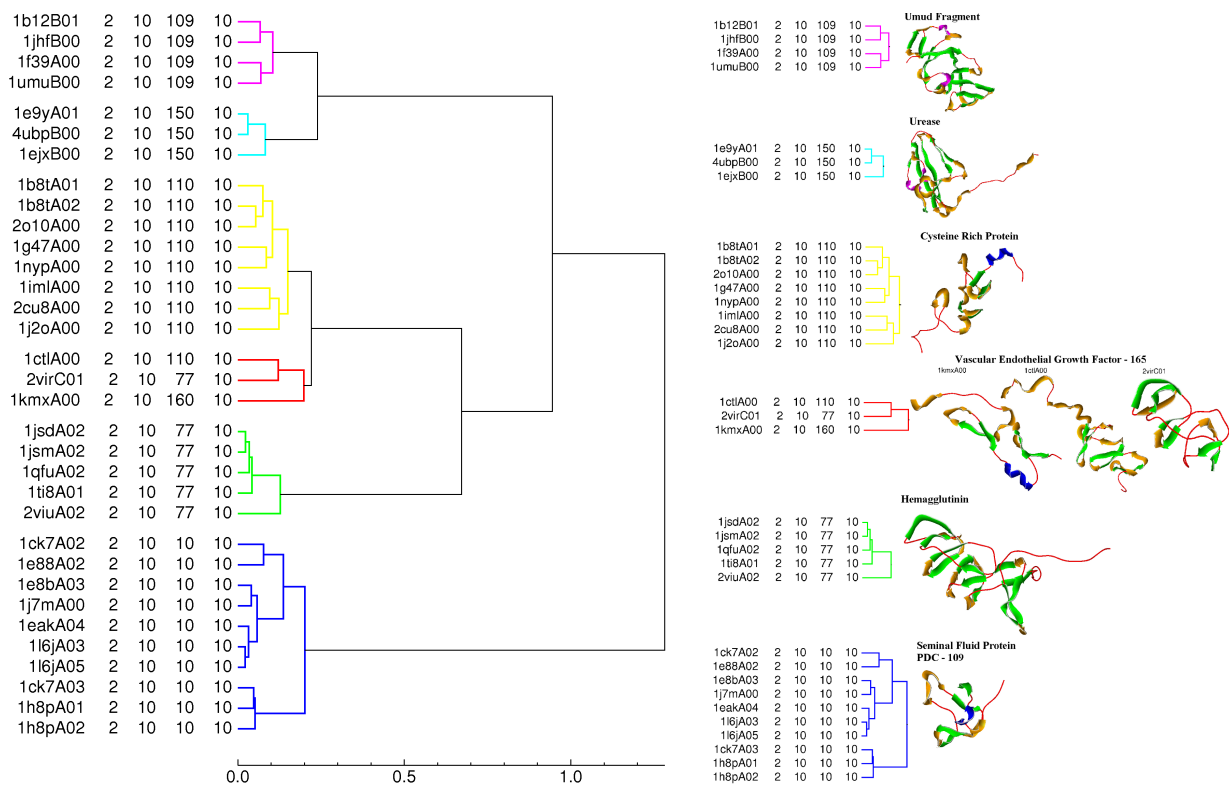 1b12B01 2 10 109 10
1jhfB00 2 10 109 10
1f39A00 2 10 109 10
1umuB00 2 10 109 10
1e9yA01 2 10 150 10
4ubpB00 2 10 150 10
1ejxB00 2 10 150 10
1b8tA01 2 10 110 10
1b8tA02 2 10 110 10
2o10A00 2 10 110 10
1g47A00 2 10 110 10
1nypA00 2 10 110 10
1imlA00 2 10 110 10
2cu8A00 2 10 110 10
1j2oA00 2 10 110 10
1ctlA00 2 10 110 10
2virC01 2 10 77 10
1kmxA00 2 10 160 10
1jsdA02 2 10 77 10
1jsmA02 2 10 77 10
1qfuA02 2 10 77 10
1ti8A01 2 10 77 10
2viuA02 2 10 77 10
1ck7A02 2 10 10 10
1e88A02 2 10 10 10
1e8bA03 2 10 10 10
1j7mA00 2 10 10 10
1eakA04 2 10 10 10
1l6jA03 2 10 10 10
1l6jA05 2 10 10 10
1ck7A03 2 10 10 10
1h8pA01 2 10 10 10
1h8pA02 2 10 10 10
0.0 0.5 1.0
Umud Fragment
1b12B01 2 10 109 10
1jhfB00 2 10 109 10
1f39A00 2 10 109 10
1umuB00 2 10 109 10
Urease
1e9yA01 2 10 150 10
4ubpB00 2 10 150 10
1ejxB00 2 10 150 10
Cysteine Rich Protein
1b8tA01 2 10 110 10
1b8tA02 2 10 110 10
2o10A00 2 10 110 10
1g47A00 2 10 110 10
1nypA00 2 10 110 10
1imlA00 2 10 110 10
2cu8A00 2 10 110 10
1j2oA00 2 10 110 10
Vascular Endothelial Growth Factor - 165
1kmxA00 1ctlA00 2virC01
1ctlA00 2 10 110 10
2virC01 2 10 77 10
1kmxA00 2 10 160 10
Hemagglutinin
1jsdA02 2 10 77 10
1jsmA02 2 10 77 10
1qfuA02 2 10 77 10
1ti8A01 2 10 77 10
2viuA02 2 10 77 10
Seminal Fluid Protein
PDC - 109
1ck7A02 2 10 10 10
1e88A02 2 10 10 10
1e8bA03 2 10 10 10
1j7mA00 2 10 10 10
1eakA04 2 10 10 10
1l6jA03 2 10 10 10
1l6jA05 2 10 10 10
1ck7A03 2 10 10 10
1h8pA01 2 10 10 10
1h8pA02 2 10 10 10